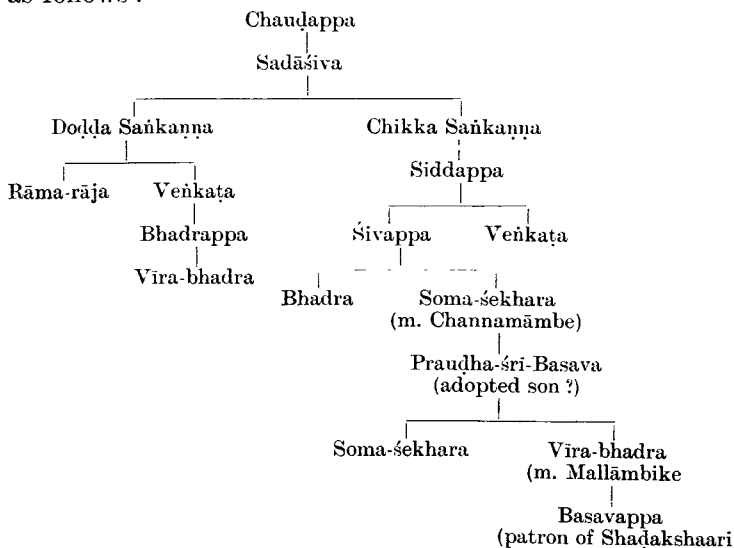 as follows :
Chauḍappa
Sadāśiva
Doḍḍa Saṅkaṇṇa Chikka Saṅkaṇṇa
Siddappa
Rāma-rāja Veṅkaṭa
Bhadrappa Śivappa Veṅkaṭa
Vīra-bhadra
Bhadra Soma-śekhara
(m. Channamāmbe)
Prauḍha-śrī-Basava
(adopted son ?)
Soma-śekhara Vīra-bhadra
(m. Mallāmbike
Basavappa
(patron of Shaḍakshaari